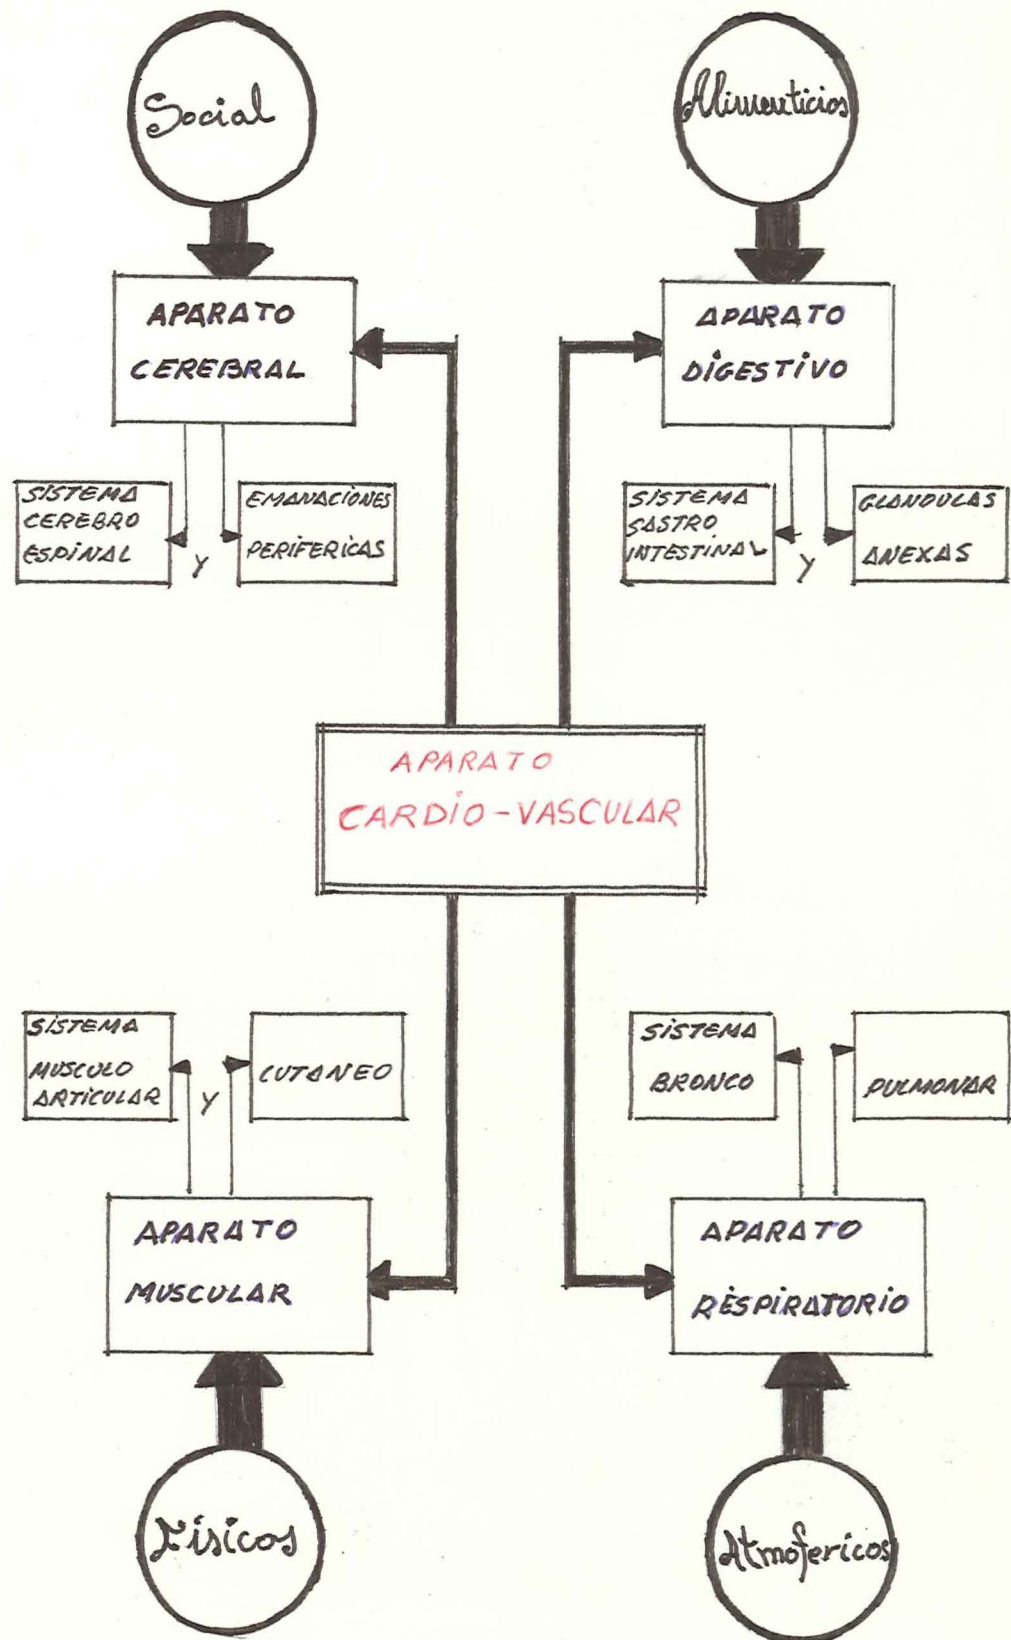 Social
Alimenticios
APARATO
CEREBRAL
APARATO
DIGESTIVO
SISTEMA
CEREBRO
ESPINAL
Y
EMANACIONES
PERIFERICAS
SISTEMA
GASTRO
INTESTINAL
Y
GLANDULAS
ANEXAS
APARATO
CARDIO-VASCULAR
SISTEMA
MUSCULO
ARTICULAR
Y
CUTANEO
SISTEMA
BRONCO
PULMONAR
APARATO
MUSCULAR
APARATO
RESPIRATORIO
Físicos
Atmofericos